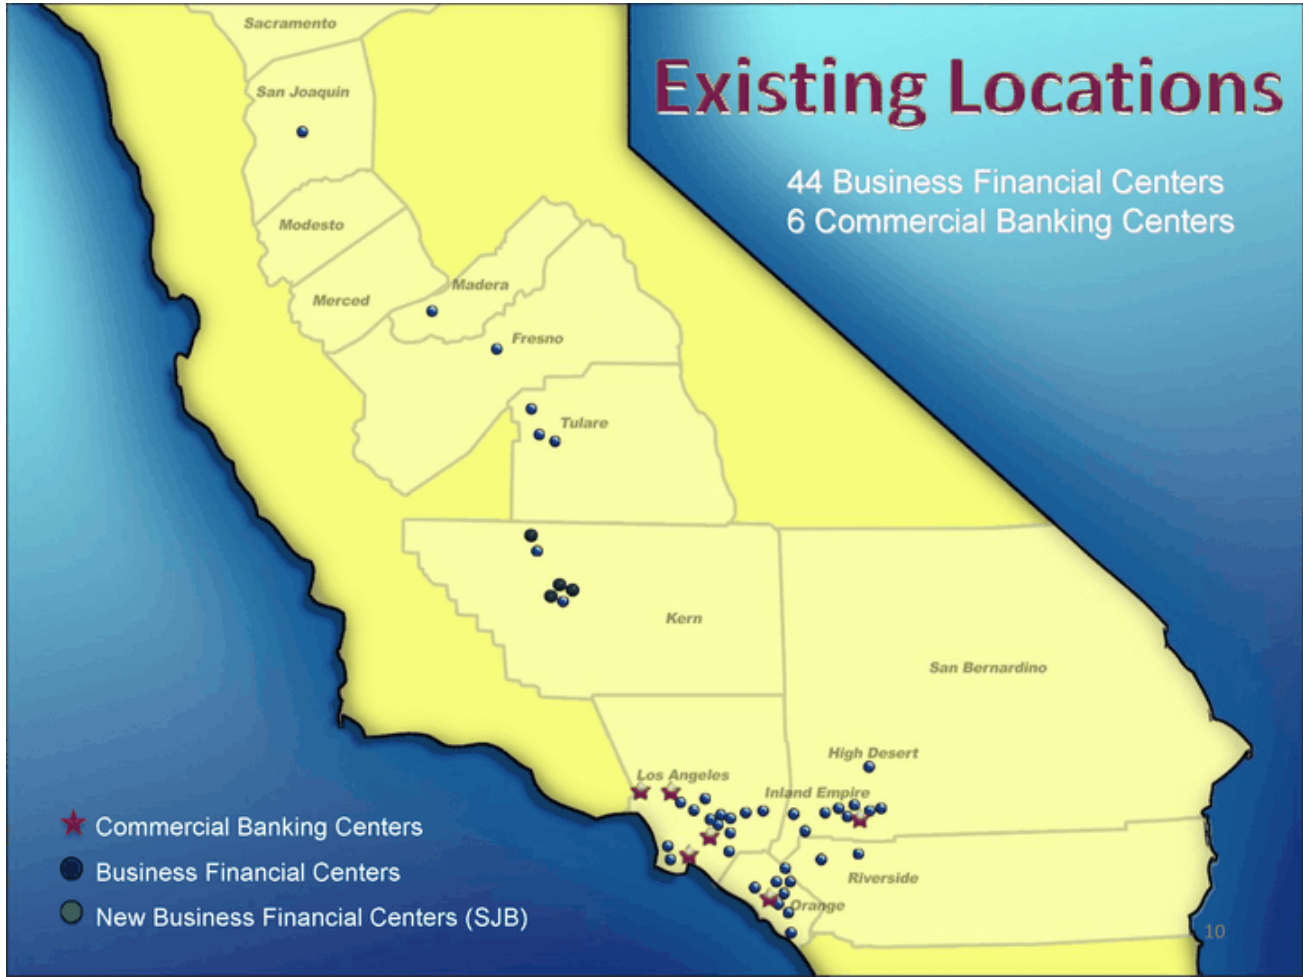 Existing Locations
44 Business Financial Centers
6 Commercial Banking Centers
Sacramento
San Joaquin
Modesto
Merced
Madera
Fresno
Tulare
Kern
San Bernardino
High Desert
Los Angeles
Inland Empire
Riverside
Orange
Commercial Banking Centers
Business Financial Centers
New Business Financial Centers (SJB)
10